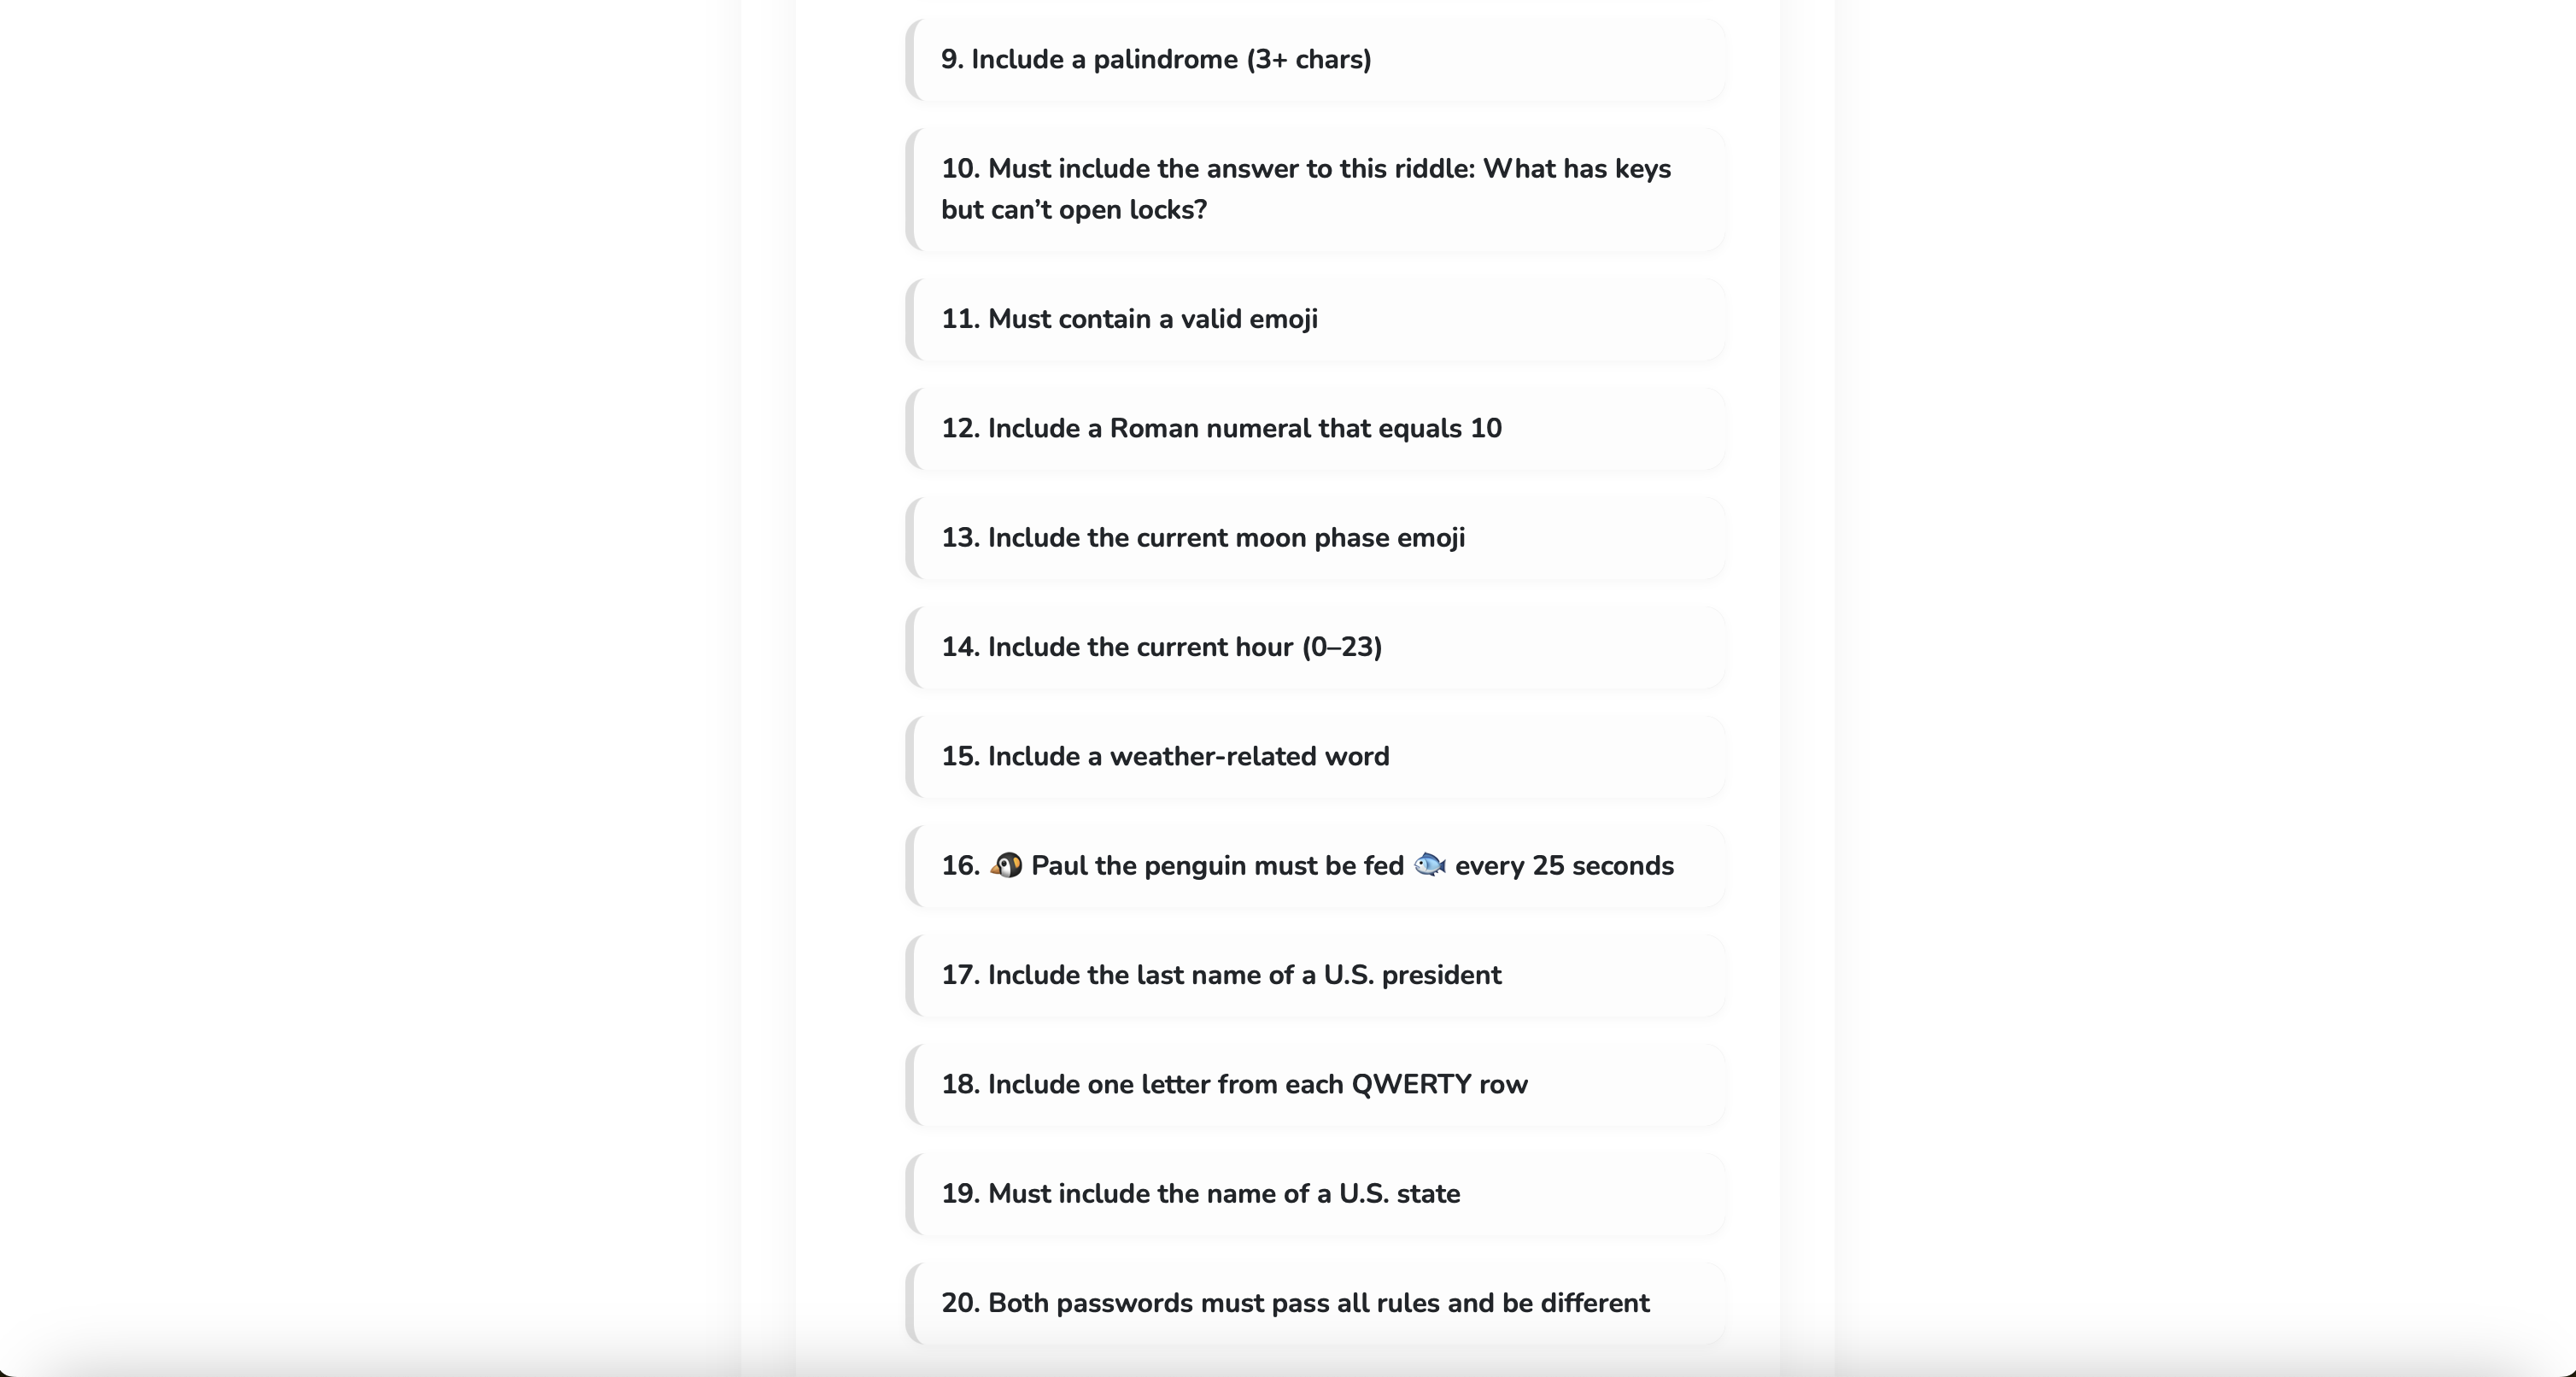 9. Include a palindrome (3+ chars)
10. Must include the answer to this riddle: What has keys
but can’t open locks?
11. Must contain a valid emoji
12. Include a Roman numeral that equals 10
13. Include the current moon phase emoji
14. Include the current hour (0–23)
15. Include a weather-related word
16. 🐧 Paul the penguin must be fed 🐟 every 25 seconds
17. Include the last name of a U.S. president
18. Include one letter from each QWERTY row
19. Must include the name of a U.S. state
20. Both passwords must pass all rules and be different